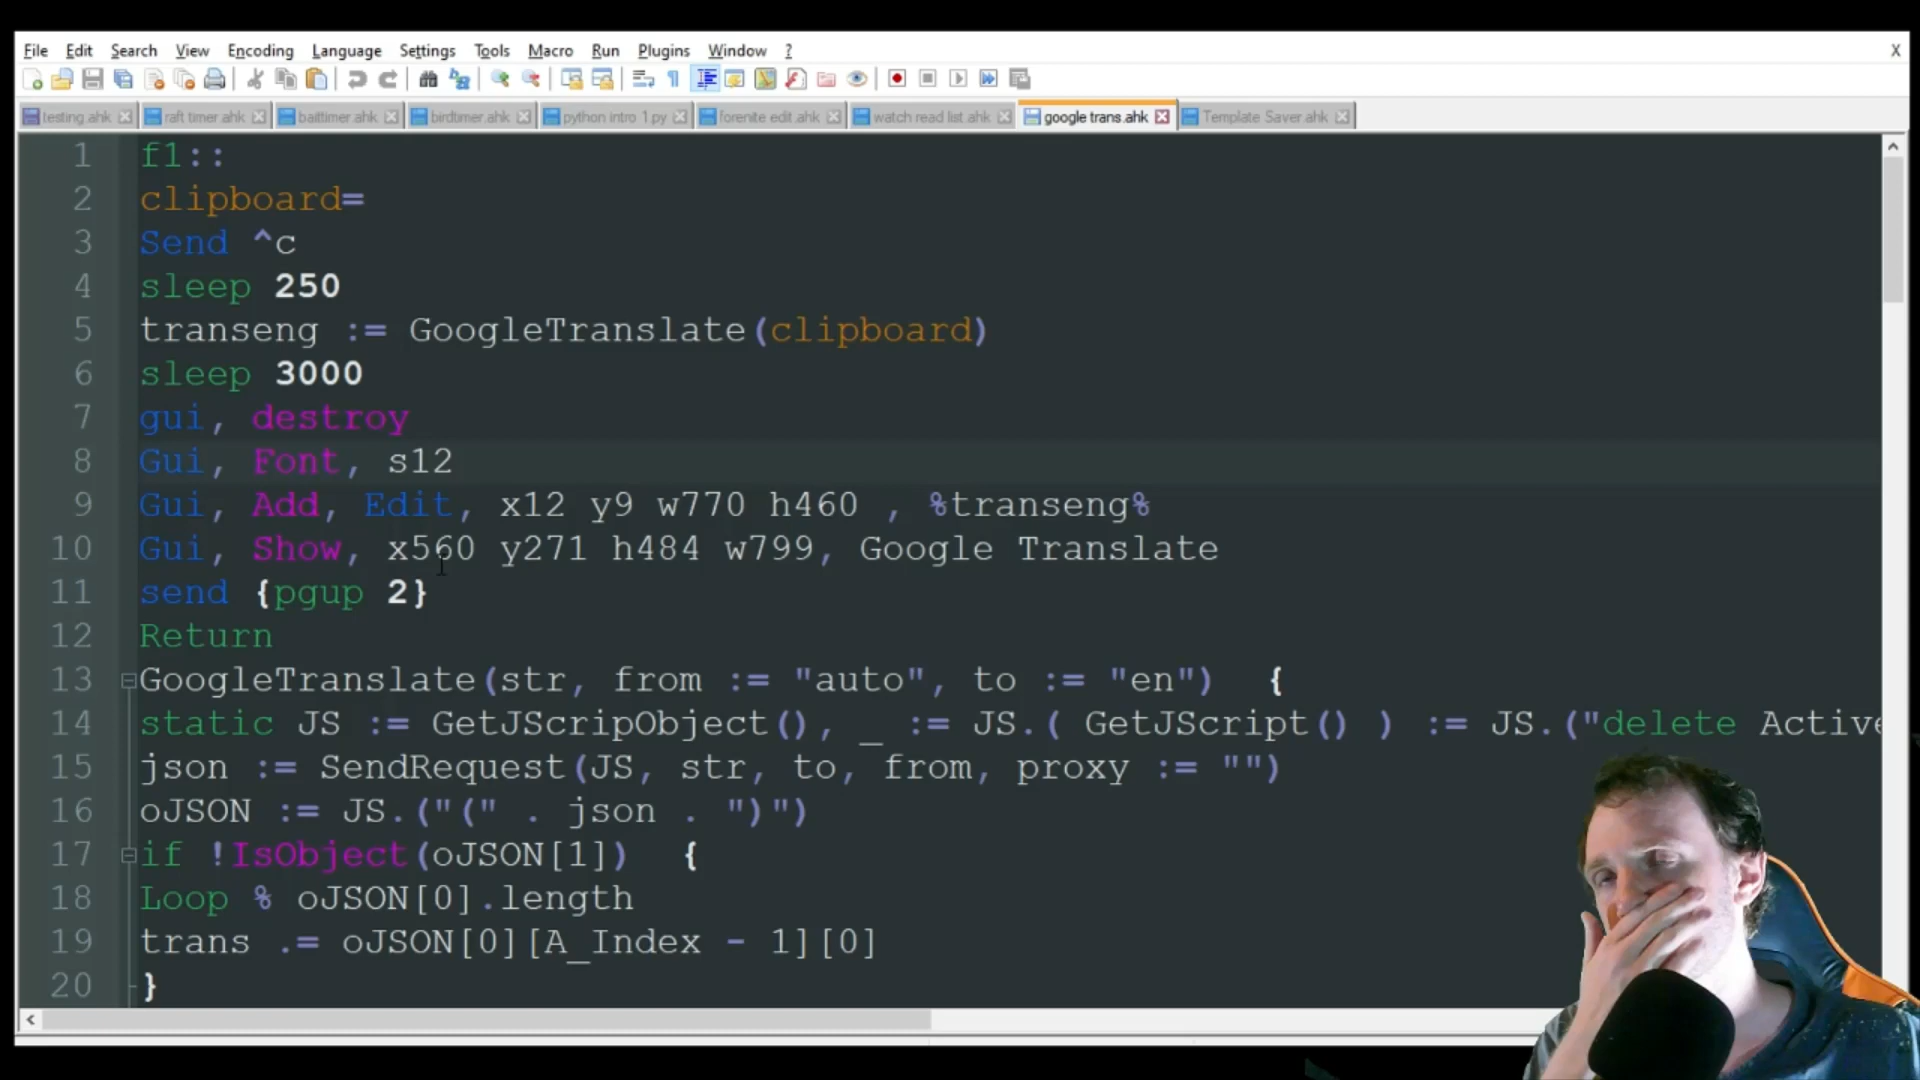 File Edit Search View Encoding Language Settings Tools Macro Run Plugins Window ? X
testing.ahk raft timer.ahk baittimer.ahk birdtimer.ahk python intro 1.py forenite edit.ahk watch read list.ahk google trans.ahk Template Saver.ahk
1 f1::
2 clipboard=
3 Send ^c
4 sleep 250
5 transeng := GoogleTranslate(clipboard)
6 sleep 3000
7 gui, destroy
8 Gui, Font, s12
9 Gui, Add, Edit, x12 y9 w770 h460 , %transeng%
10 Gui, Show, x560 y271 h484 w799, Google Translate
11 send {pgup 2}
12 Return
13 GoogleTranslate(str, from := "auto", to := "en") {
14 static JS := GetJScripObject(), _ := JS.( GetJScript() ) := JS.("delete Active
15 json := SendRequest(JS, str, to, from, proxy := "")
16 oJSON := JS.("(" . json . ")")
17 if !IsObject(oJSON[1]) {
18 Loop % oJSON[0].length
19 trans .= oJSON[0][A_Index - 1][0]
20 }